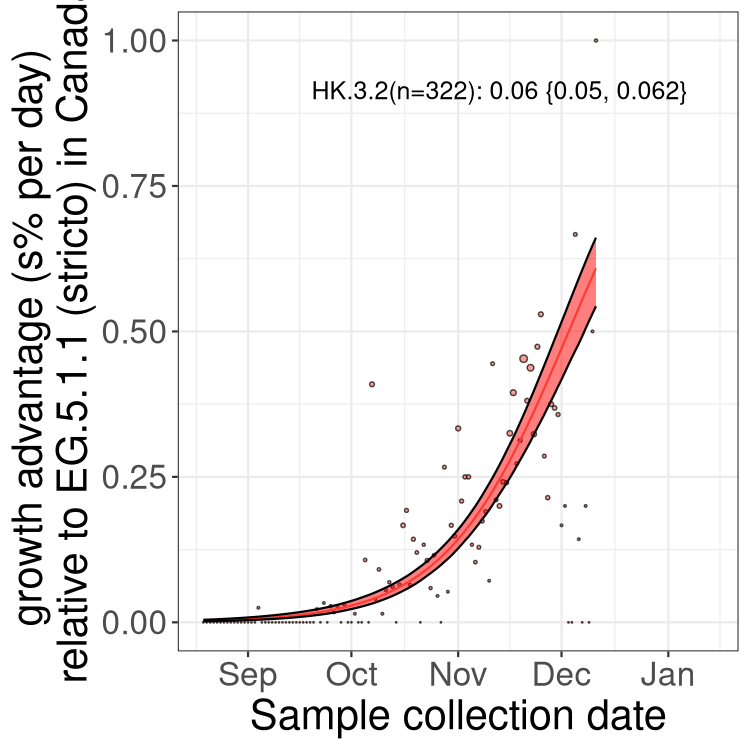 growth advantage (s% per day)
relative to EG.5.1.1 (stricto) in Canada
1.00
0.75
0.50
0.25
0.00
HK.3.2(n=322): 0.06 {0.05, 0.062}
Sep Oct Nov Dec Jan
Sample collection date